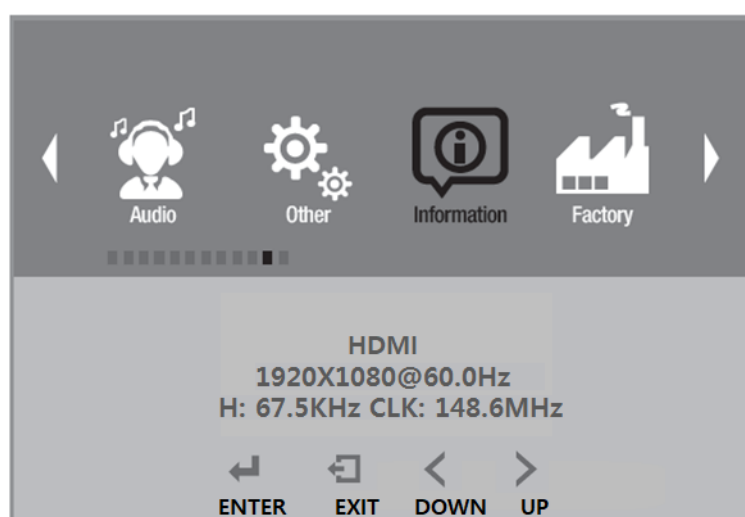 Audio Other Information Factory
HDMI
1920X1080@60.0Hz
H: 67.5KHz CLK: 148.6MHz
ENTER EXIT DOWN UP